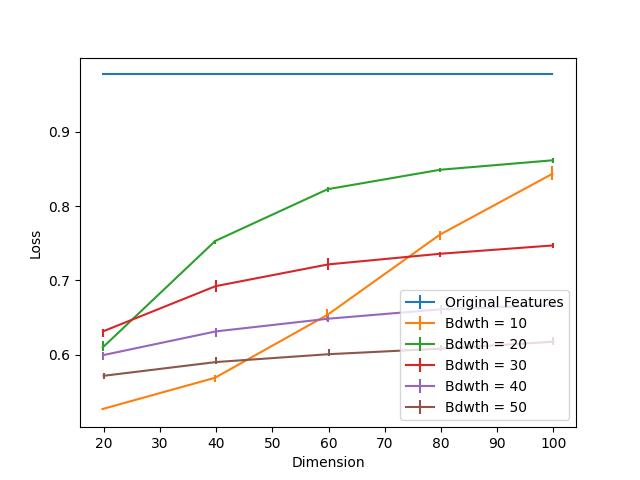 0.9
0.8
0.7
0.6
Loss
20 30 40 50 60 70 80 90 100
Dimension
Original Features
Bdwth = 10
Bdwth = 20
Bdwth = 30
Bdwth = 40
Bdwth = 50